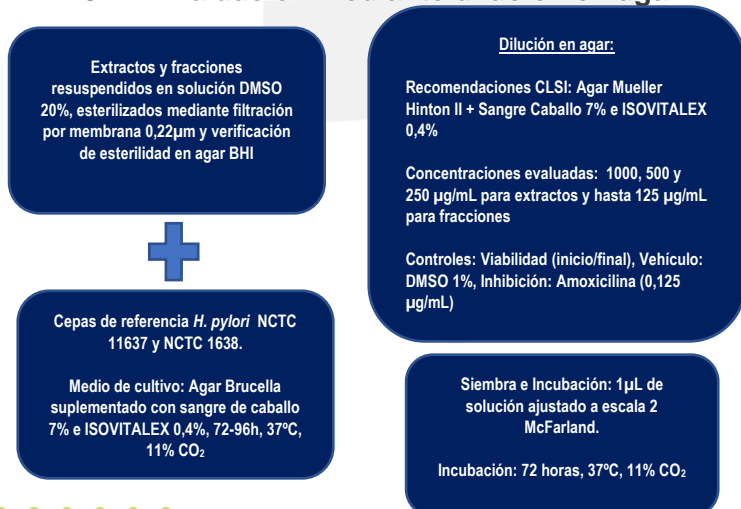 Extractos y fracciones
resuspendidos en solución DMSO
20%, esterilizados mediante filtración
por membrana 0,22µm y verificación
de esterilidad en agar BHI
Cepas de referencia H. pylori NCTC
11637 y NCTC 1638.
Medio de cultivo: Agar Brucella
suplementado con sangre de caballo
7% e ISOVITALEX 0,4%, 72-96h, 37ºC,
11% CO₂
Dilución en agar:
Recomendaciones CLSI: Agar Mueller
Hinton II + Sangre Caballo 7% e ISOVITALEX
0,4%
Concentraciones evaluadas: 1000, 500 y
250 µg/mL para extractos y hasta 125 µg/mL
para fracciones
Controles: Viabilidad (inicio/final), Vehículo:
DMSO 1%, Inhibición: Amoxicilina (0,125
µg/mL)
Siembra e Incubación: 1µL de
solución ajustado a escala 2
McFarland.
Incubación: 72 horas, 37ºC, 11% CO₂